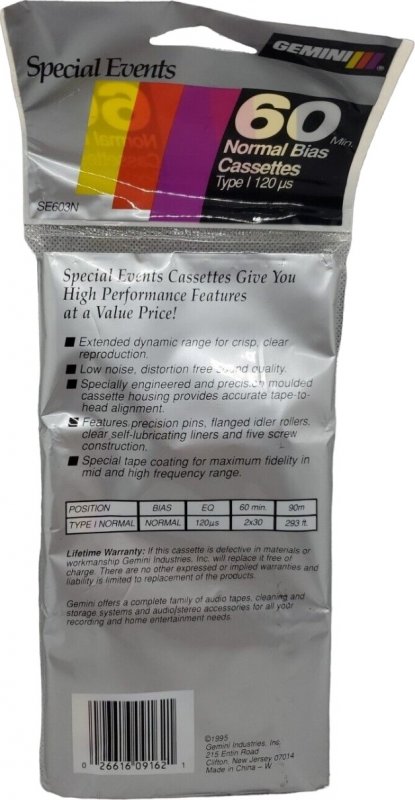 GEMINI®
Special Events
60 Min.
Normal Bias
Cassettes
Type I 120 µs
SE603N
60
Normal
Special Events Cassettes Give You
High Performance Features
at a Value Price!
■ Extended dynamic range for crisp, clear
reproduction.
■ Low noise, distortion free sound quality.
■ Specially engineered and precision moulded
cassette housing provides accurate tape-to-
head alignment.
■ Features precision pins, flanged idler rollers,
clear self-lubricating liners and five screw
construction.
■ Special tape coating for maximum fidelity in
mid and high frequency range.
POSITION BIAS EQ 60 min. 90m
TYPE I NORMAL NORMAL 120µs 2x30 293 ft.
Lifetime Warranty: If this cassette is defective in materials or
workmanship Gemini Industries, Inc. will replace it free of
charge. There are no other expressed or implied warranties and
liability is limited to replacement of the products.
Gemini offers a complete family of audio tapes, cleaning and
storage systems and audio/stereo accessories for all your
recording and home entertainment needs.
©1995
Gemini Industries, Inc.
215 Entin Road
Clifton, New Jersey 07014
Made in China - W
0 26616 09162 1